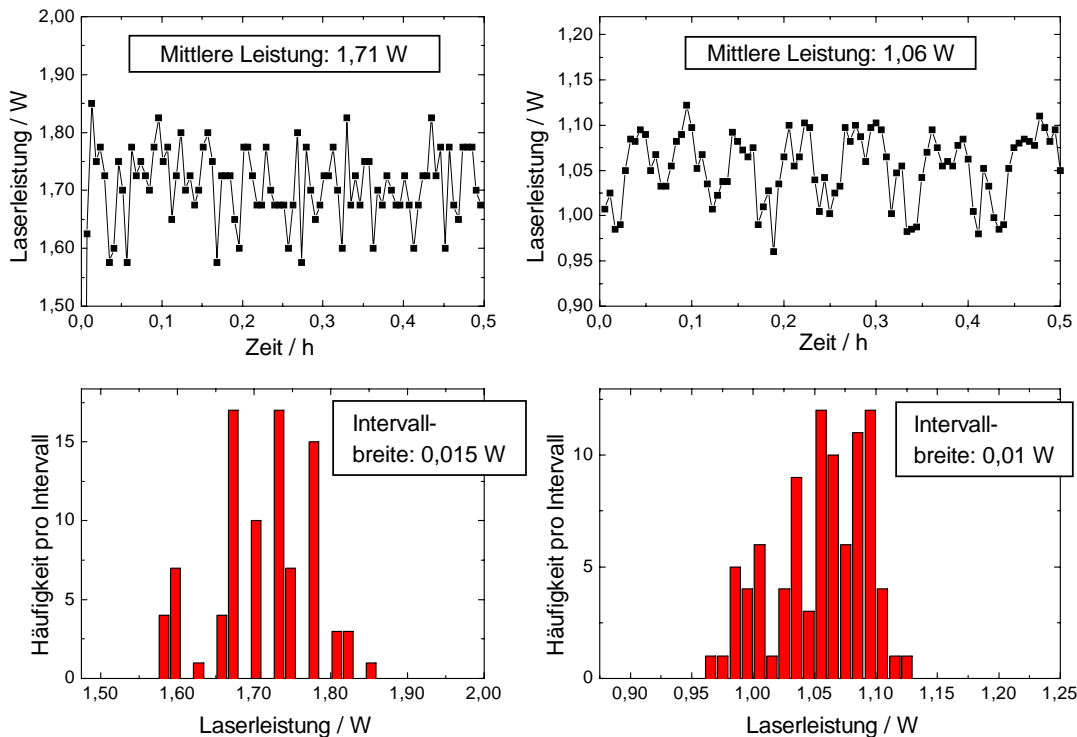 Mittlere Leistung: 1,71 W
Laserleistung / W
2,00
1,90
1,80
1,70
1,60
1,50
0,0 0,1 0,2 0,3 0,4 0,5
Zeit / h
Mittlere Leistung: 1,06 W
Laserleistung / W
1,20
1,15
1,10
1,05
1,00
0,95
0,90
0,0 0,1 0,2 0,3 0,4 0,5
Zeit / h
Intervall-
breite: 0,015 W
Häufigkeit pro Intervall
15
10
5
0
1,50 1,60 1,70 1,80 1,90 2,00
Laserleistung / W
Intervall-
breite: 0,01 W
Häufigkeit pro Intervall
10
5
0
0,90 0,95 1,00 1,05 1,10 1,15 1,20 1,25
Laserleistung / W